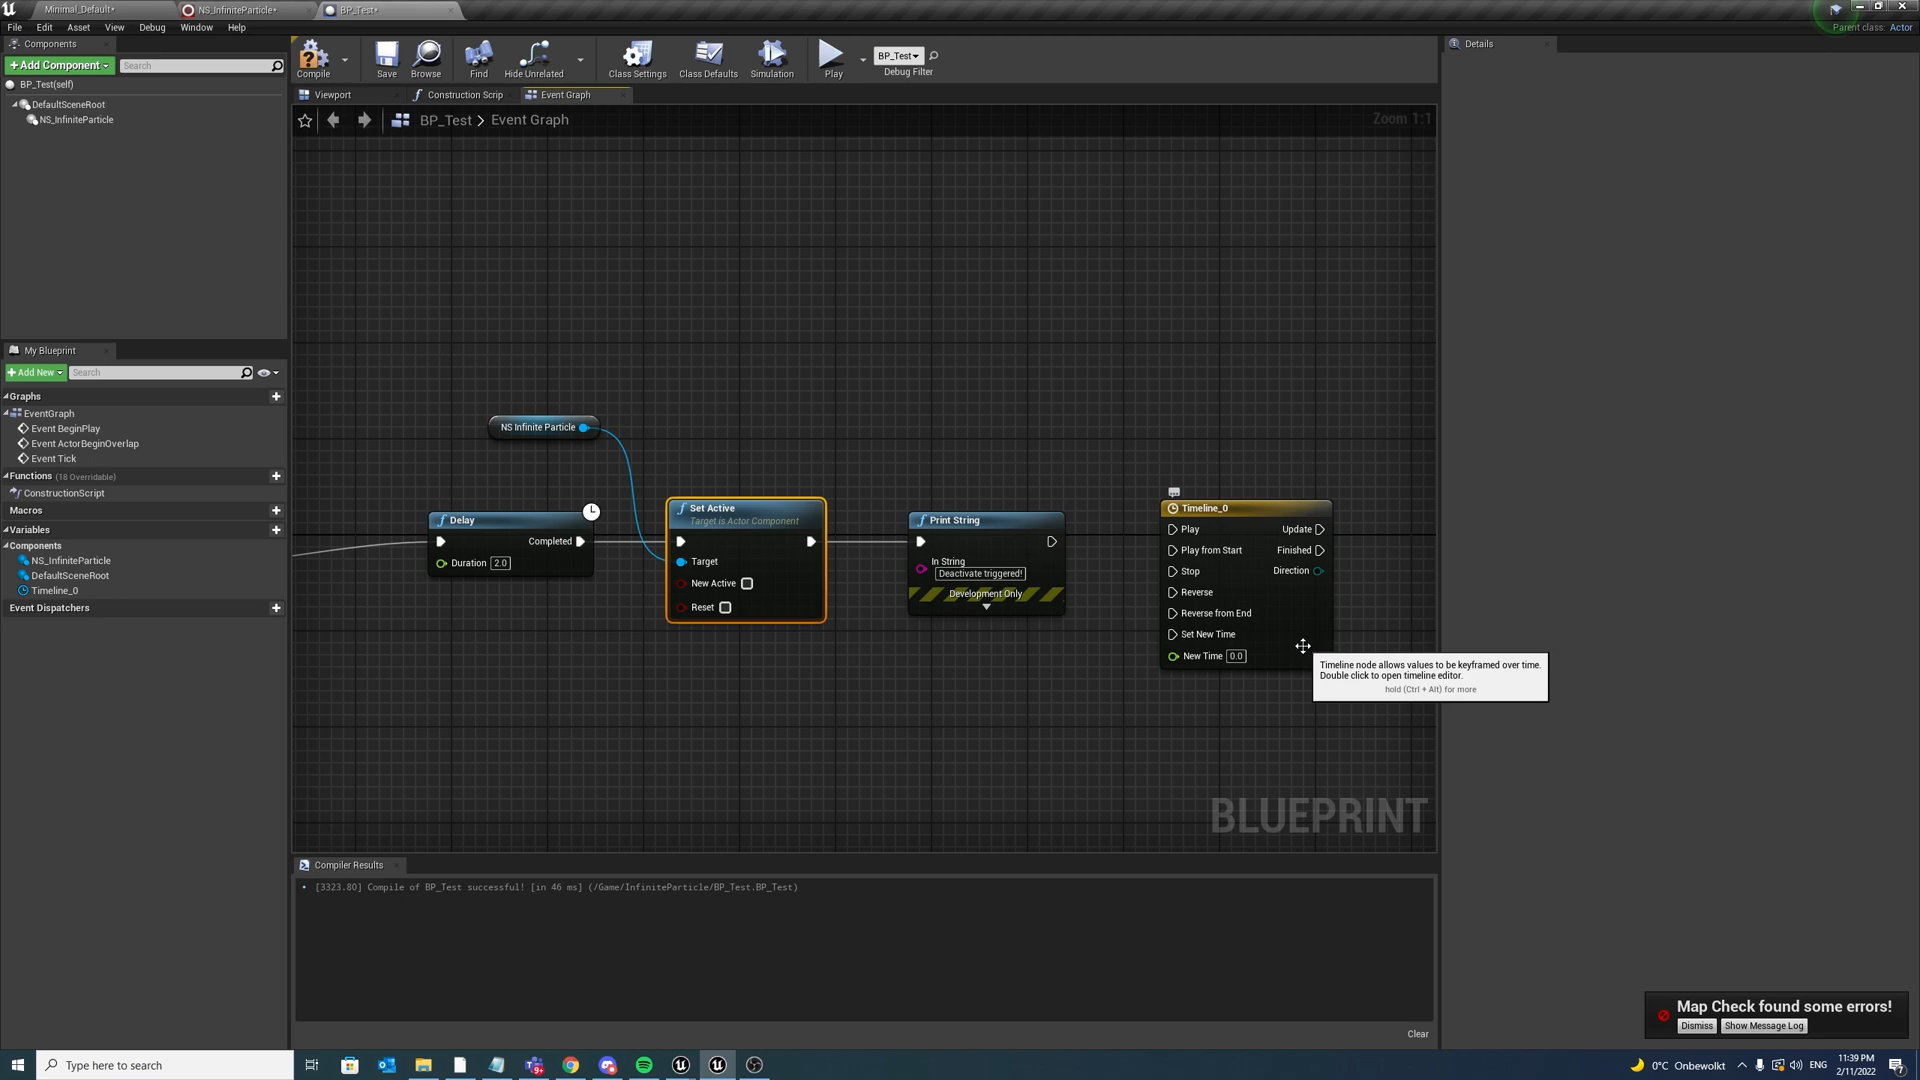 Minimal_Default*
NS_InfiniteParticle*
BP_Test*
File Edit Asset View Debug Window Help
Parent class: Actor
Components
+Add Component
Search
BP_Test(self)
DefaultSceneRoot
NS_InfiniteParticle
Compile
Save
Browse
Find
Hide Unrelated
Class Settings
Class Defaults
Simulation
Play
BP_Test
Debug Filter
Details
Viewport
Construction Scrip
Event Graph
BP_Test > Event Graph
Zoom 1:1
My Blueprint
+Add New
Search
Graphs
EventGraph
Event BeginPlay
Event ActorBeginOverlap
Event Tick
Functions (18 Overridable)
ConstructionScript
Macros
Variables
Components
NS_InfiniteParticle
DefaultSceneRoot
Timeline_0
Event Dispatchers
NS Infinite Particle
Delay
Completed
Duration 2.0
Set Active
Target is Actor Component
Target
New Active
Reset
Print String
In String
Deactivate triggered!
Development Only
Timeline_0
Play Update
Play from Start Finished
Stop Direction
Reverse
Reverse from End
Set New Time
New Time 0.0
Timeline node allows values to be keyframed over time.
Double click to open timeline editor.
hold (Ctrl + Alt) for more
BLUEPRINT
Compiler Results
[3323.80] Compile of BP_Test successful! [in 46 ms] (/Game/InfiniteParticle/BP_Test.BP_Test)
Clear
Map Check found some errors!
Dismiss
Show Message Log
Type here to search
0°C Onbewolkt
ENG
11:39 PM
2/11/2022